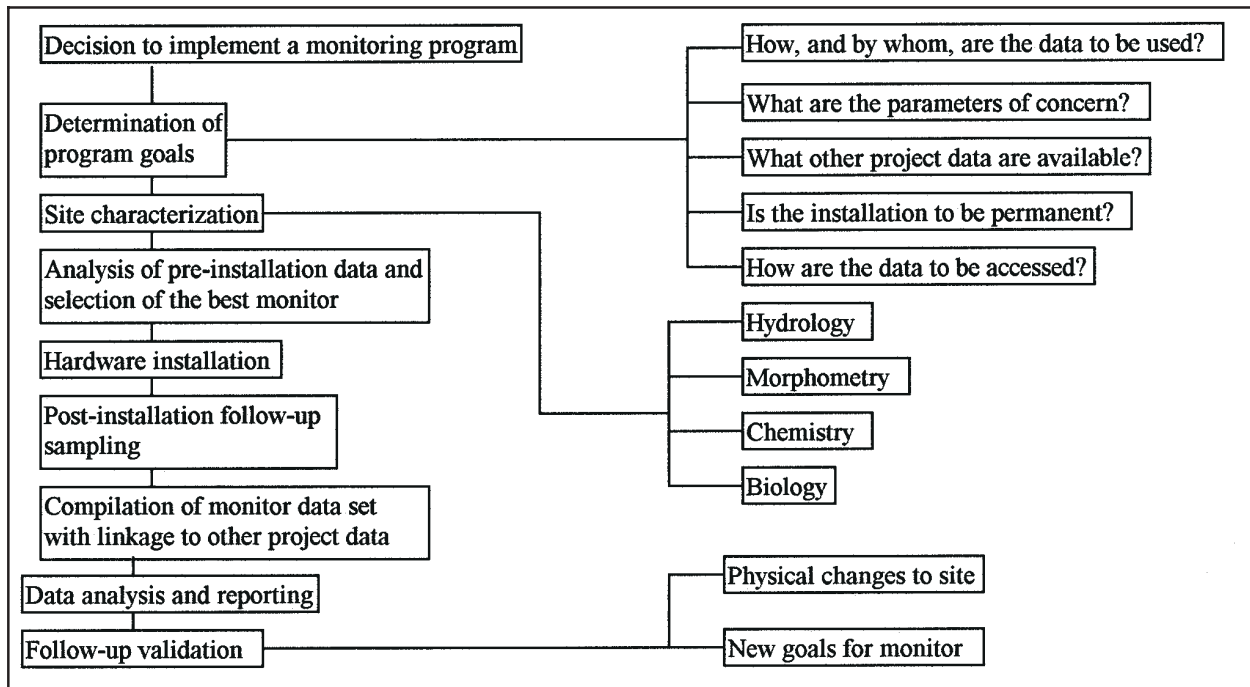 Decision to implement a monitoring program
Determination of
program goals
Site characterization
Analysis of pre-installation data and
selection of the best monitor
Hardware installation
Post-installation follow-up
sampling
Compilation of monitor data set
with linkage to other project data
Data analysis and reporting
Follow-up validation
How, and by whom, are the data to be used?
What are the parameters of concern?
What other project data are available?
Is the installation to be permanent?
How are the data to be accessed?
Hydrology
Morphometry
Chemistry
Biology
Physical changes to site
New goals for monitor